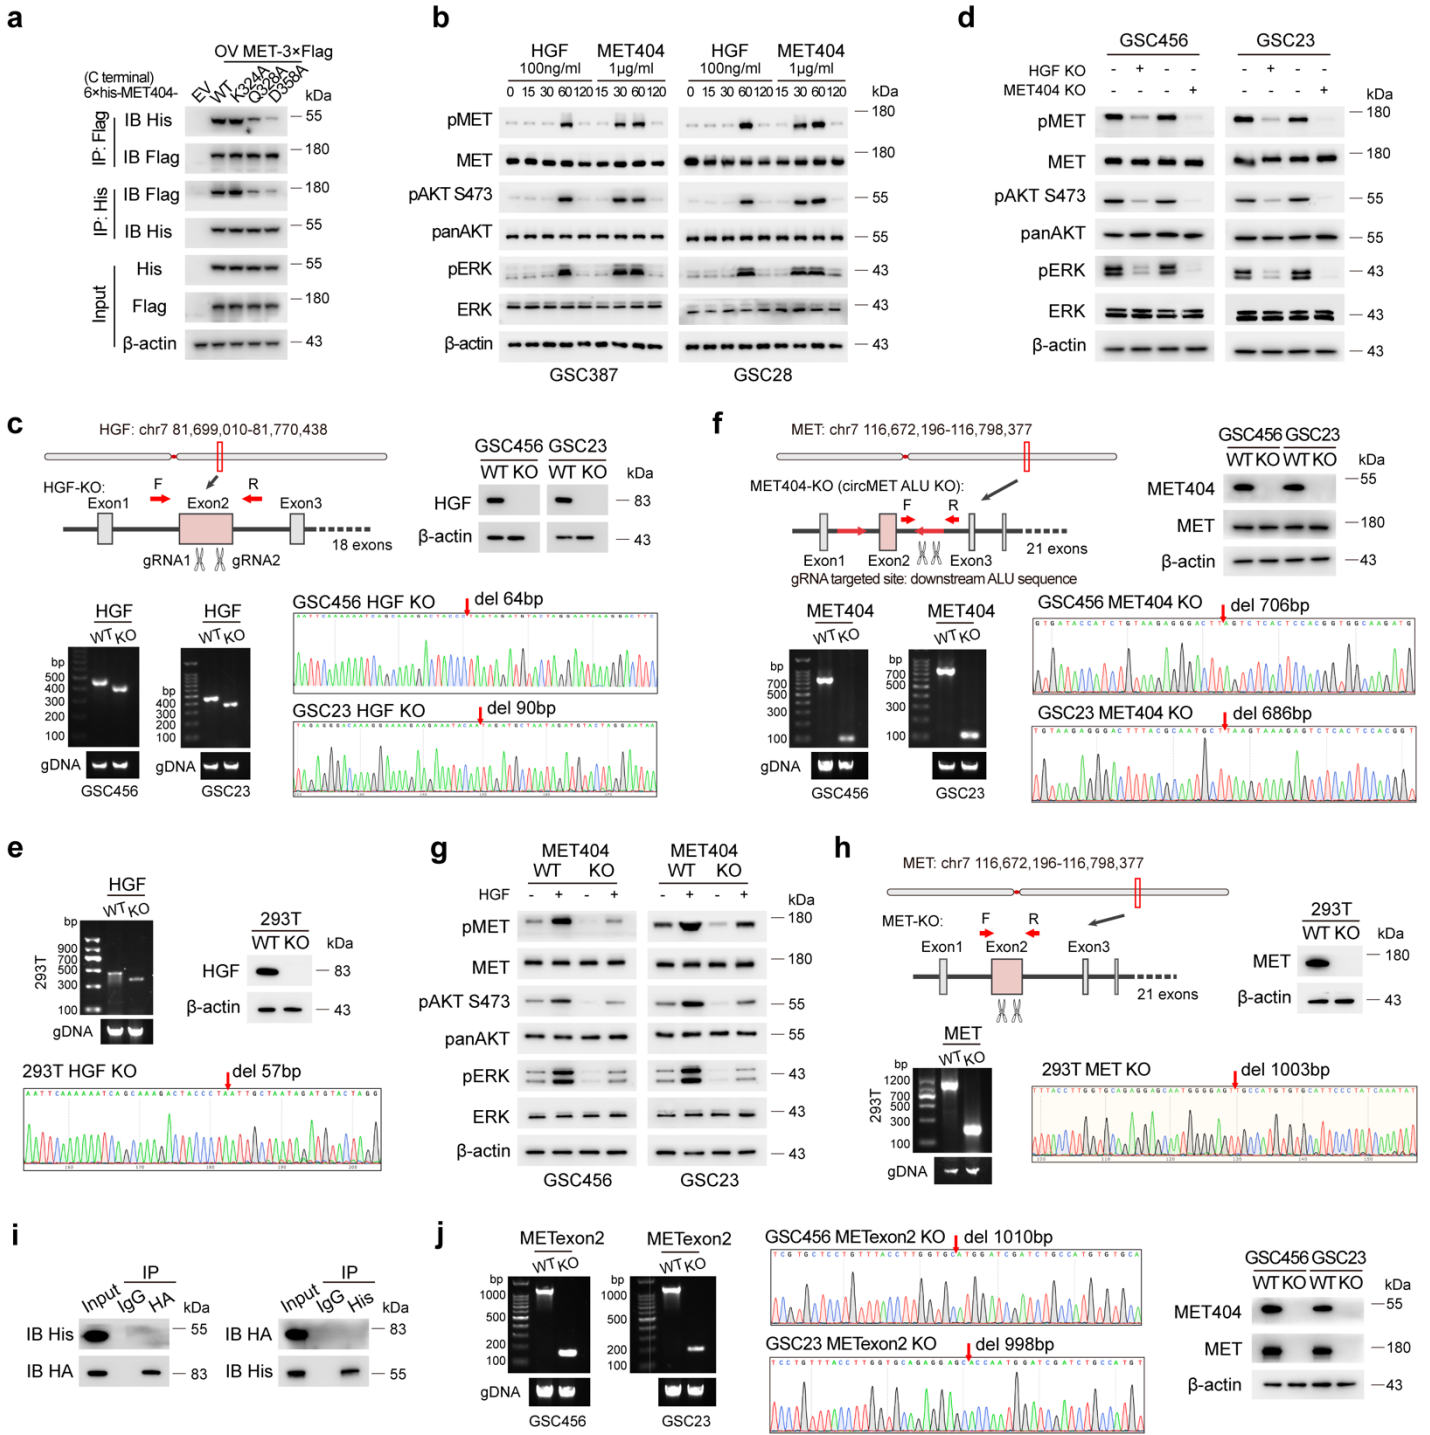 a
OV MET-3×Flag
(C terminal)
6×his-MET404-
EV WT K324A Q328A D358A
kDa
IP: Flag
IB His
55
IB Flag
180
IP: His
IB Flag
180
IB His
55
Input
His
55
Flag
180
β-actin
43
b
HGF MET404 HGF MET404
100ng/ml 1μg/ml 100ng/ml 1μg/ml
0 15 30 60 120 15 30 60 120 0 15 30 60 120 15 30 60 120 kDa
pMET
180
MET
180
pAKT S473
55
panAKT
55
pERK
43
ERK
43
β-actin
43
GSC387 GSC28
d
GSC456 GSC23
HGF KO - + - - - + - -
MET404 KO - - - + - - - +
kDa
pMET
180
MET
180
pAKT S473
55
panAKT
55
pERK
43
ERK
43
β-actin
43
c
HGF: chr7 81,699,010-81,770,438
HGF-KO:
F R
Exon1 Exon2 Exon3
18 exons
gRNA1 gRNA2
GSC456 GSC23
WT KO WT KO
kDa
HGF
83
β-actin
43
HGF
WT KO
bp
500
400
300
200
100
gDNA
GSC456
HGF
WT KO
bp
400
300
200
100
GSC23
GSC456 HGF KO del 64bp
GSC23 HGF KO del 90bp
f
MET: chr7 116,672,196-116,798,377
MET404-KO (circMET ALU KO):
F R
Exon1 Exon2 Exon3
21 exons
gRNA targeted site: downstream ALU sequence
GSC456 GSC23
WT KO WT KO
kDa
MET404
55
MET
180
β-actin
43
MET404
WT KO
bp
700
500
300
100
gDNA
GSC456
MET404
WT KO
bp
700
500
300
100
gDNA
GSC23
GSC456 MET404 KO del 706bp
GTGATACCATCTGTAAGAGGGACTTAGTCTCACTCCACGGTGGCAAGATG
GSC23 MET404 KO del 686bp
TGTAAGAGGGACTTTACGCAATGCTTAAGTAAAGAGTCTCACTCCACGGT
e
HGF
WT KO
bp
900
700
500
300
100
293T
gDNA
293T
WT KO
kDa
HGF
83
β-actin
43
293T HGF KO del 57bp
AATTCAAAAAATCAGCAAAGACTACCCTAATTGCTAATAGATGTACTAGG
160 170 180 190 200
g
MET404 MET404
WT KO WT KO
HGF - + - + - + - +
kDa
pMET
180
MET
180
pAKT S473
55
panAKT
55
pERK
43
ERK
43
β-actin
43
GSC456 GSC23
h
MET: chr7 116,672,196-116,798,377
MET-KO:
F R
Exon1 Exon2 Exon3
21 exons
293T
WT KO
kDa
MET
180
β-actin
43
MET
WT KO
bp
1200
700
500
300
100
293T
gDNA
293T MET KO del 1003bp
TTTACCTTGGTGCAGAGGAGCAATGGGGAGTTGCCATGTGTGCATTCCCTATCAAATAT
i
IP
Input IgG HA
kDa
IB His
55
IB HA
83
IP
Input IgG His
kDa
IB HA
83
IB His
55
j
METexon2
WT KO
bp
1000
500
200
100
gDNA
GSC456
METexon2
WT KO
bp
1000
500
200
100
GSC23
GSC456 METexon2 KO del 1010bp
TCGTGCTCCTGTTTACCTTGGTGCATGGATCGATCTGCCATGTGTGCA
GSC23 METexon2 KO del 998bp
TCCTGTTTACCTTGGTGCAGAGGAGCACCAATGGATCGATCTGCCATGT
GSC456 GSC23
WT KO WT KO
kDa
MET404
55
MET
180
β-actin
43